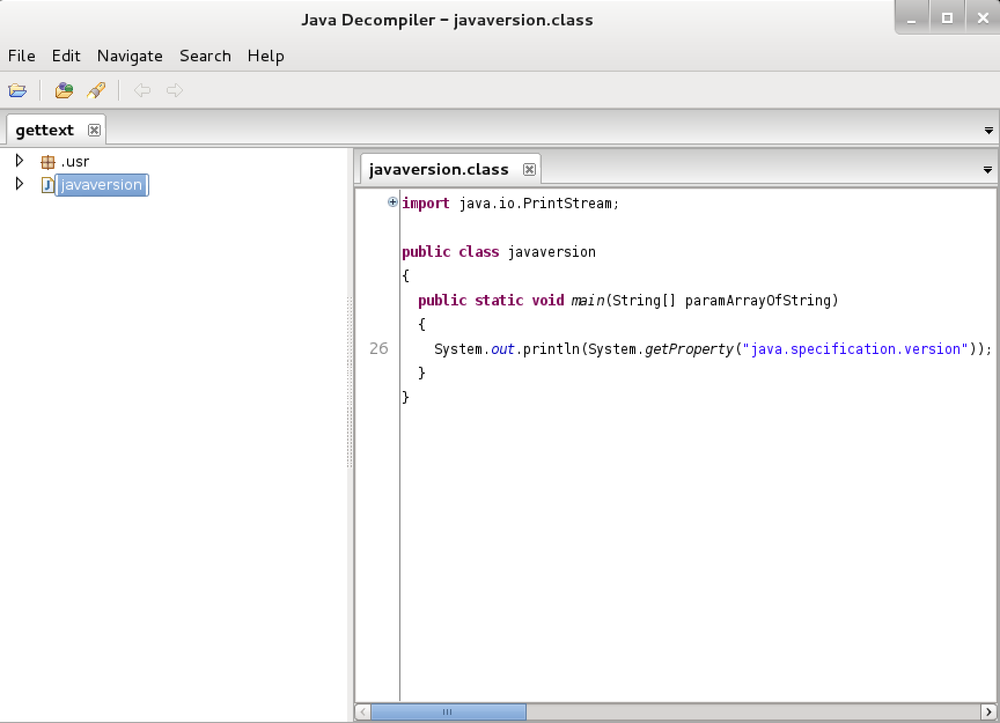 Java Decompiler – javaversion.class
File Edit Navigate Search Help
gettext
.usr
javaversion
javaversion.class
import java.io.PrintStream;
public class javaversion
{
public static void main(String[] paramArrayOfString)
{
26 System.out.println(System.getProperty("java.specification.version"));
}
}